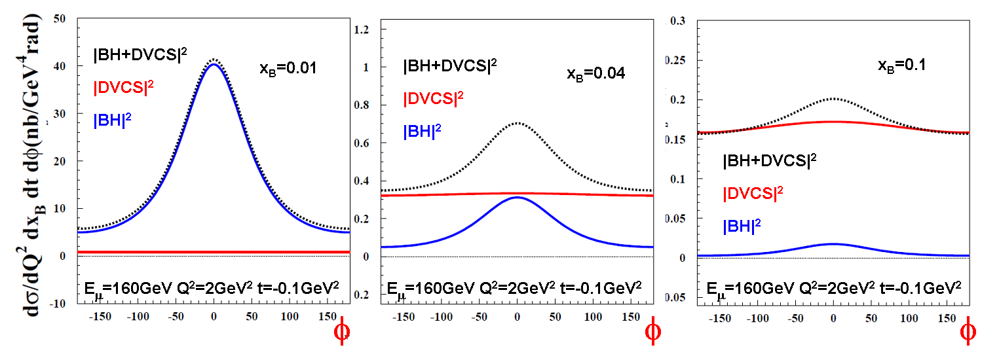 dσ/dQ² dx_B dt dϕ(nb/GeV⁴rad)
50
40
30
20
10
0
-10
|BH+DVCS|²
|DVCS|²
|BH|²
x_B=0.01
E_μ=160GeV Q²=2GeV² t=-0.1GeV²
-150 -100 -50 0 50 100 150
ϕ
1.2
1
0.8
0.6
0.4
0.2
0
0.2
|BH+DVCS|²
|DVCS|²
|BH|²
x_B=0.04
E_μ=160GeV Q²=2GeV² t=-0.1GeV²
-150 -100 -50 0 50 100 150
ϕ
0.3
0.25
0.2
0.15
0.1
0.05
0
0.05
x_B=0.1
|BH+DVCS|²
|DVCS|²
|BH|²
E_μ=160GeV Q²=2GeV² t=-0.1GeV²
-150 -100 -50 0 50 100 150
ϕ